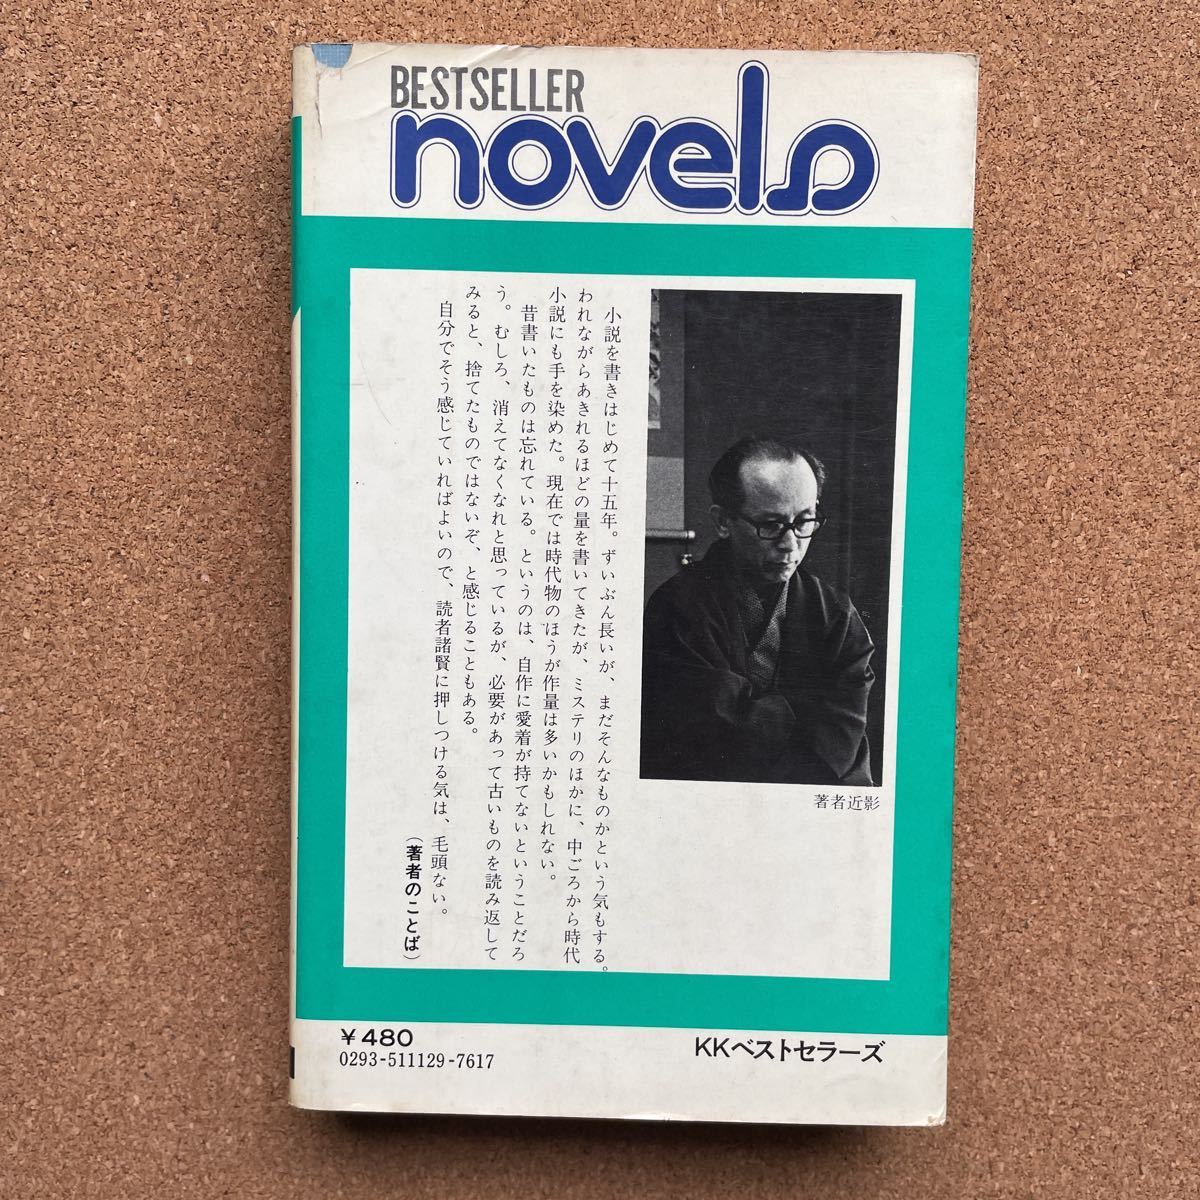 BESTSELLER
novels
小説を書きはじめて十五年。ずいぶん長いが、まだそんなものかという気もする。
われながらあきれるほどの量を書いてきたが、ミステリのほかに、中ごろから時代
小説にも手を染めた。現在では時代物のほうが作量は多いかもしれない。
昔書いたものは忘れている。というのは、自作に愛着が持てないということだろ
う。むしろ、消えてなくなれと思っているが、必要があって古いものを読み返して
みると、捨てたものではないぞ、と感じることもある。
自分でそう感じていればよいので、読者諸賢に押しつける気は、毛頭ない。
(著者のことば)
著者近影
¥480
0293-511129-7617
KKベストセラーズ